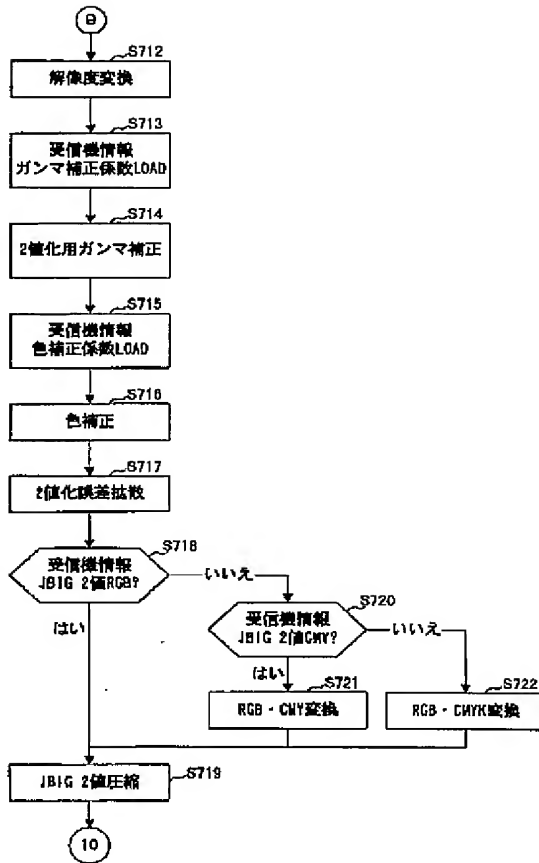 9
S712
解像度変換
S713
受信機情報
ガンマ補正係数LOAD
S714
2値化用ガンマ補正
S715
受信機情報
色補正係数LOAD
S716
色補正
S717
2値化誤差拡散
S718
受信機情報
JBIG 2値RGB?
いいえ
はい
S720
受信機情報
JBIG 2値CMY?
いいえ
はい
S721
RGB・CMY変換
S722
RGB・CMYK変換
S719
JBIG 2値圧縮
10